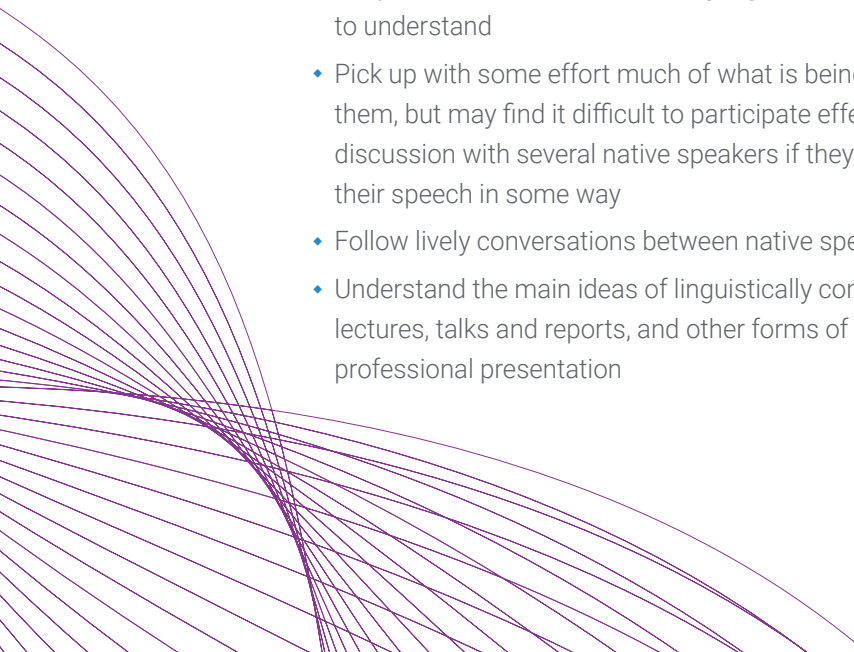 to understand
Pick up with some effort much of what is being
them, but may find it difficult to participate
discussion with several native speakers if they
their speech in some way
Follow lively conversations between native
Understand the main ideas of linguistically
lectures, talks and reports, and other forms of
professional presentation